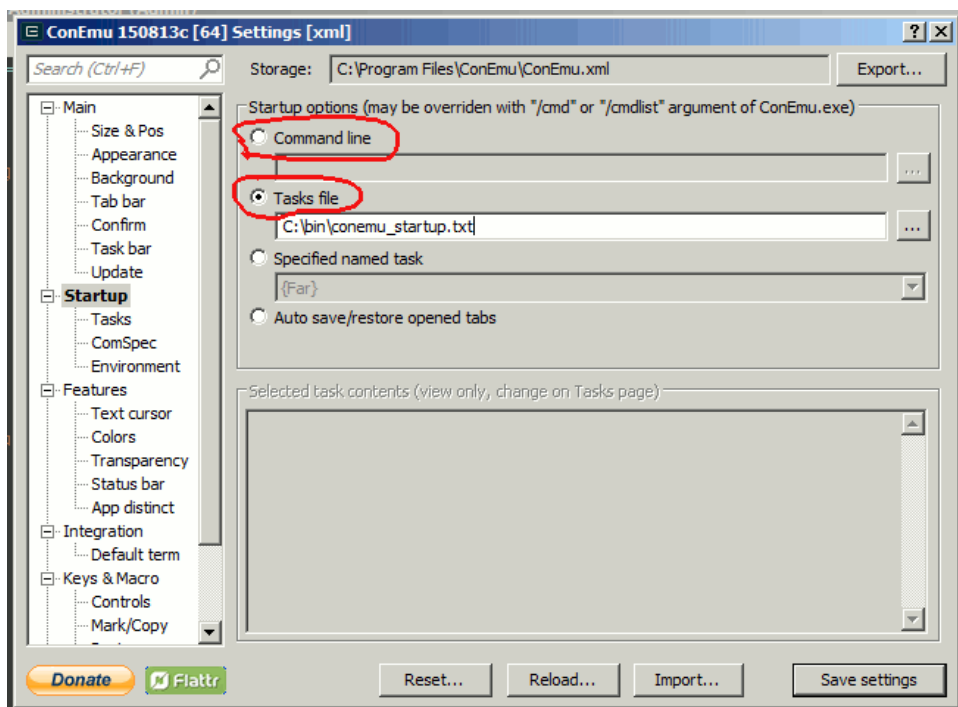 ConEmu 150813c [64] Settings [xml]
Search (Ctrl+F)
Storage: C:\Program Files\ConEmu\ConEmu.xml Export...
Main
Size & Pos
Appearance
Background
Tab bar
Confirm
Task bar
Update
Startup
Tasks
ComSpec
Environment
Features
Text cursor
Colors
Transparency
Status bar
App distinct
Integration
Default term
Keys & Macro
Controls
Mark/Copy
Startup options (may be overriden with "/cmd" or "/cmdlist" argument of ConEmu.exe)
Command line
...
Tasks file
C:\bin\conemu_startup.txt ...
Specified named task
{Far}
Auto save/restore opened tabs
Selected task contents (view only, change on Tasks page)
Donate Flattr Reset... Reload... Import... Save settings